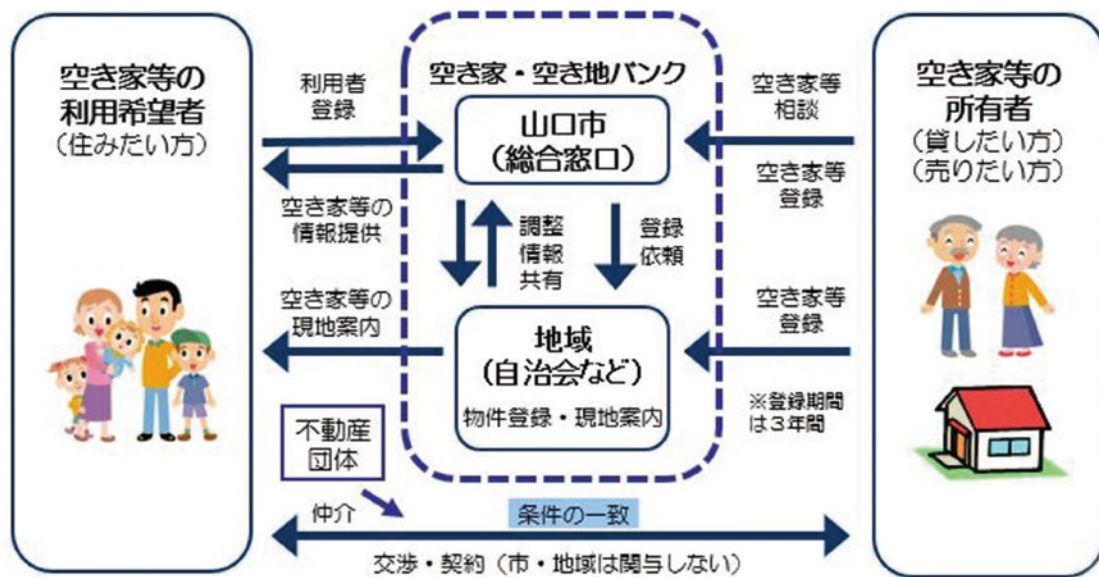 空き家等の
利用希望者
(住みたい方)
利用者
登録
空き家等の
情報提供
空き家等の
現地案内
空き家・空き地バンク
山口市
(総合窓口)
調整
情報
共有
登録
依頼
地域
(自治会など)
物件登録・現地案内
空き家等
相談
空き家等
登録
空き家等
登録
※登録期間
は3年間
空き家等の
所有者
(貸したい方)
(売りたい方)
不動産
団体
仲介
条件の一致
交渉・契約(市・地域は関与しない)